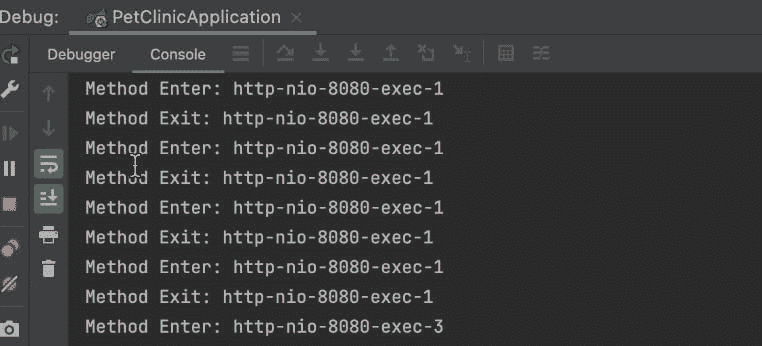 Debug: PetClinicApplication
Debugger Console
Method Enter: http-nio-8080-exec-1
Method Exit: http-nio-8080-exec-1
Method Enter: http-nio-8080-exec-1
Method Exit: http-nio-8080-exec-1
Method Enter: http-nio-8080-exec-1
Method Exit: http-nio-8080-exec-1
Method Enter: http-nio-8080-exec-1
Method Exit: http-nio-8080-exec-1
Method Enter: http-nio-8080-exec-3